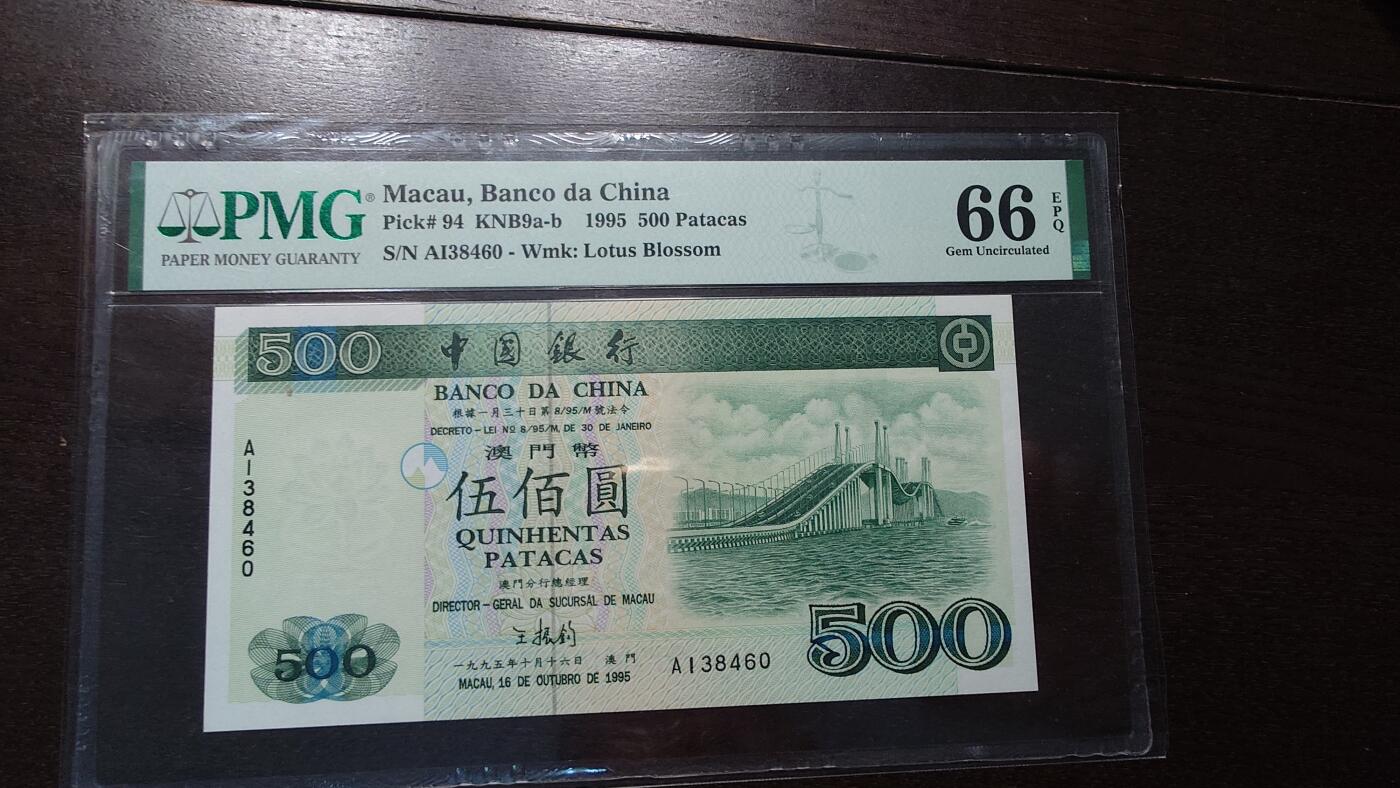 PMG®
PAPER MONEY GUARANTY
Macau, Banco da China
Pick# 94 KNB9a-b 1995 500 Patacas
S/N AI38460 - Wmk: Lotus Blossom
66
EPQ
Gem Uncirculated
500
中國銀行
BANCO DA CHINA
根據一月三十日第8/95/M號法令
DECRETO-LEI Nº 8/95/M, DE 30 DE JANEIRO
澳門幣
伍佰圓
QUINHENTAS
PATACAS
澳門分行總經理
DIRECTOR-GERAL DA SUCURSAL DE MACAU
王振鈞
一九九五年十月十六日 澳門
MACAU, 16 DE OUTUBRO DE 1995
AI38460
500
AI38460
500